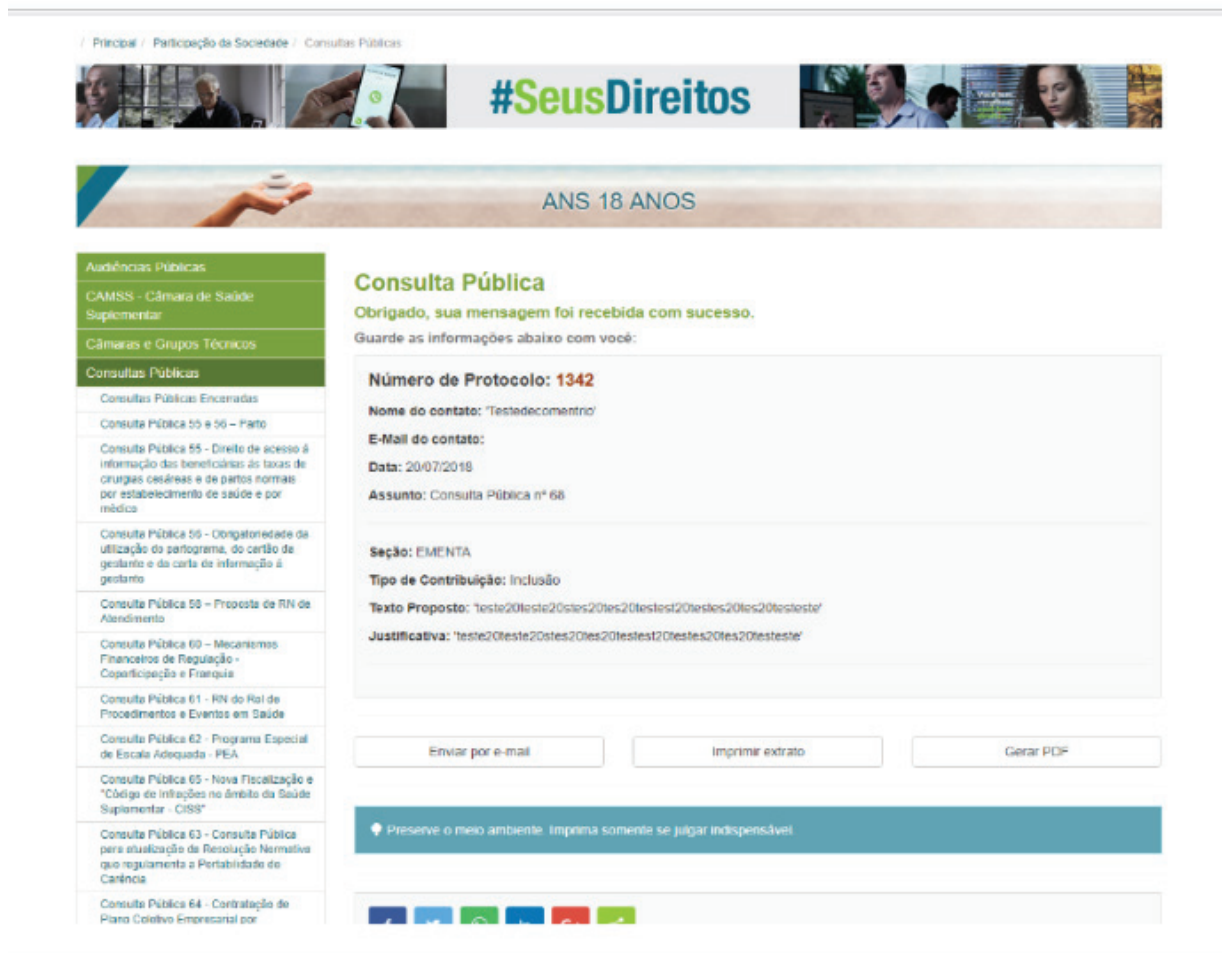 / Principal / Participação da Sociedade / Consultas Públicas
#SeusDireitos
ANS 18 ANOS
Audiências Públicas
CAMSS - Câmara de Saúde
Suplementar
Câmaras e Grupos Técnicos
Consultas Públicas
Consultas Públicas Encerradas
Consulta Pública 55 e 56 – Parto
Consulta Pública 55 - Direito de acesso à
informação das beneficiárias às taxas de
cirurgias cesáreas e de partos normais
por estabelecimento de saúde e por
médico
Consulta Pública 56 - Obrigatoriedade da
utilização do partograma, do cartão da
gestante e da carta de informação à
gestante
Consulta Pública 58 – Proposta de RN de
Atendimento
Consulta Pública 60 – Mecanismos
Financeiros de Regulação -
Coparticipação e Franquia
Consulta Pública 61 - RN do Rol de
Procedimentos e Eventos em Saúde
Consulta Pública 62 - Programa Especial
de Escala Adequada - PEA
Consulta Pública 65 - Nova Fiscalização e
"Código de Infrações no âmbito da Saúde
Suplementar - CISS"
Consulta Pública 63 - Consulta Pública
para atualização da Resolução Normativa
que regulamenta a Portabilidade de
Carência
Consulta Pública 64 - Contratação de
Plano Coletivo Empresarial por
Consulta Pública
Obrigado, sua mensagem foi recebida com sucesso.
Guarde as informações abaixo com você:
Número de Protocolo: 1342
Nome do contato: 'Testedecomentrio'
E-Mail do contato:
Data: 20/07/2018
Assunto: Consulta Pública nº 68
Seção: EMENTA
Tipo de Contribuição: Inclusão
Texto Proposto: 'teste20teste20stes20tes20testest20testes20tes20testeste'
Justificativa: 'teste20teste20stes20tes20testest20testes20tes20testeste'
Enviar por e-mail
Imprimir extrato
Gerar PDF
Preserve o meio ambiente. Imprima somente se julgar indispensável